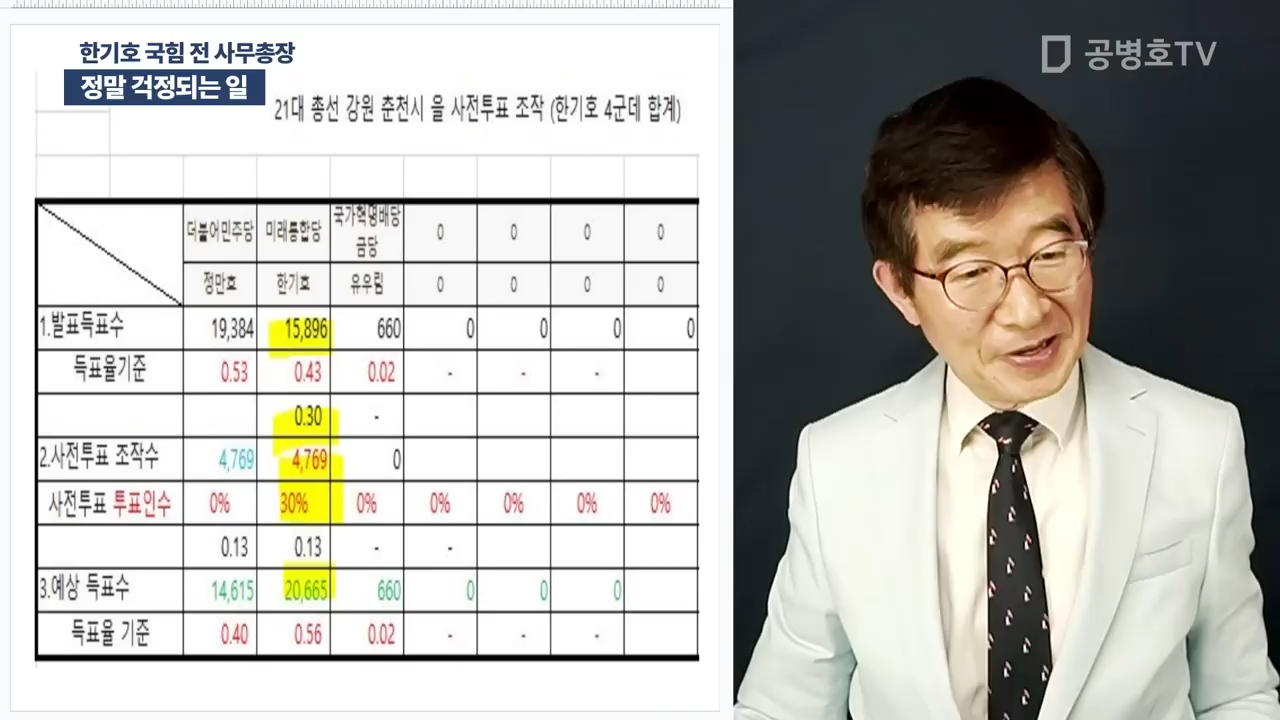 한기호 국힘 전 사무총장
정말 걱정되는 일
공병호TV
21대 총선 강원 춘천시 을 사전투표 조작 (한기호 4군데 합계)
더불어민주당 미래통합당 국가혁명배당금당 0 0 0 0
정만호 한기호 유우림 0 0 0 0
1.발표득표수 19,384 15,896 660 0 0 0 0
득표율기준 0.53 0.43 0.02 - - -
0.30 -
2.사전투표 조작수 4,769 4,769 0
사전투표 투표인수 0% 30% 0% 0% 0% 0% 0%
0.13 0.13 - -
3.예상 득표수 14,615 20,665 660 0 0 0
득표율 기준 0.40 0.56 0.02 - - -